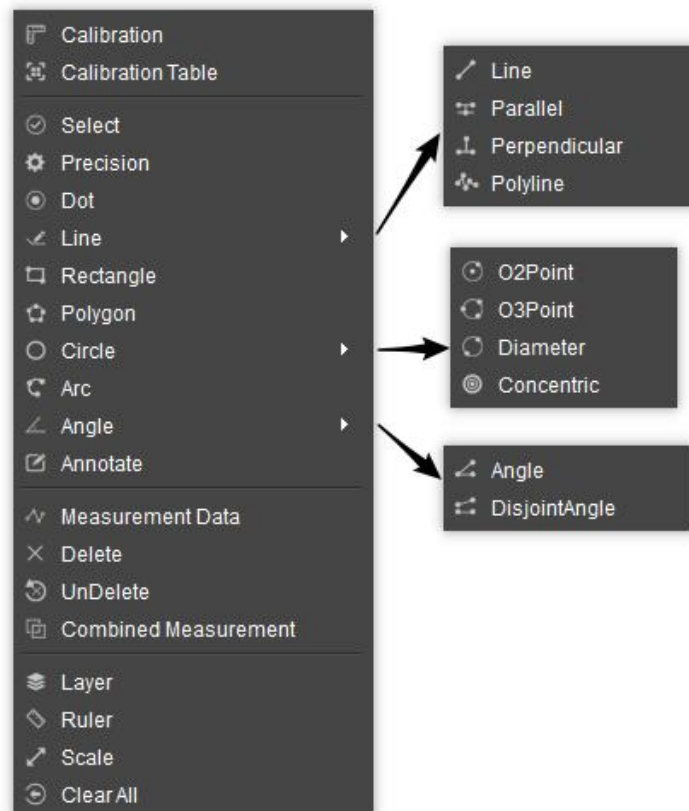 Calibration
Calibration Table
Select
Precision
Dot
Line
Rectangle
Polygon
Circle
Arc
Angle
Annotate
Measurement Data
Delete
UnDelete
Combined Measurement
Layer
Ruler
Scale
Clear All
Line
Parallel
Perpendicular
Polyline
O2Point
O3Point
Diameter
Concentric
Angle
DisjointAngle